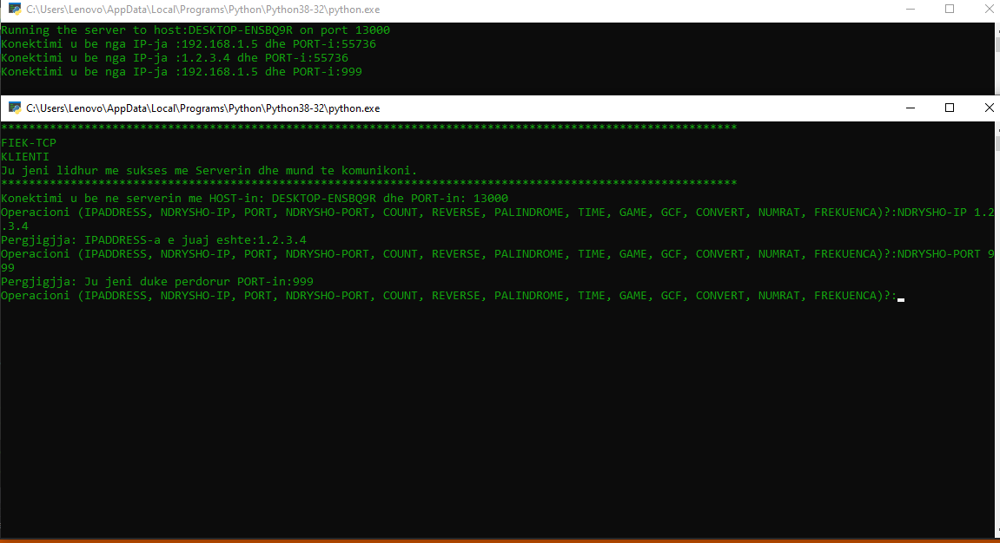 C:\Users\Lenovo\AppData\Local\Programs\Python\Python38-32\python.exe
Running the server to host:DESKTOP-ENSBQ9R on port 13000
Konektimi u be nga IP-ja :192.168.1.5 dhe PORT-i:55736
Konektimi u be nga IP-ja :1.2.3.4 dhe PORT-i:55736
Konektimi u be nga IP-ja :192.168.1.5 dhe PORT-i:999
C:\Users\Lenovo\AppData\Local\Programs\Python\Python38-32\python.exe
**********************************************************************************************************
FIEK-TCP
KLIENTI
Ju jeni lidhur me sukses me Serverin dhe mund te komunikoni.
**********************************************************************************************************
Konektimi u be ne serverin me HOST-in: DESKTOP-ENSBQ9R dhe PORT-in: 13000
Operacioni (IPADDRESS, NDRYSHO-IP, PORT, NDRYSHO-PORT, COUNT, REVERSE, PALINDROME, TIME, GAME, GCF, CONVERT, NUMRAT, FREKUENCA)?:NDRYSHO-IP 1.2
.3.4
Pergjigjja: IPADDRESS-a e juaj eshte:1.2.3.4
Operacioni (IPADDRESS, NDRYSHO-IP, PORT, NDRYSHO-PORT, COUNT, REVERSE, PALINDROME, TIME, GAME, GCF, CONVERT, NUMRAT, FREKUENCA)?:NDRYSHO-PORT 9
99
Pergjigjja: Ju jeni duke perdorur PORT-in:999
Operacioni (IPADDRESS, NDRYSHO-IP, PORT, NDRYSHO-PORT, COUNT, REVERSE, PALINDROME, TIME, GAME, GCF, CONVERT, NUMRAT, FREKUENCA)?: